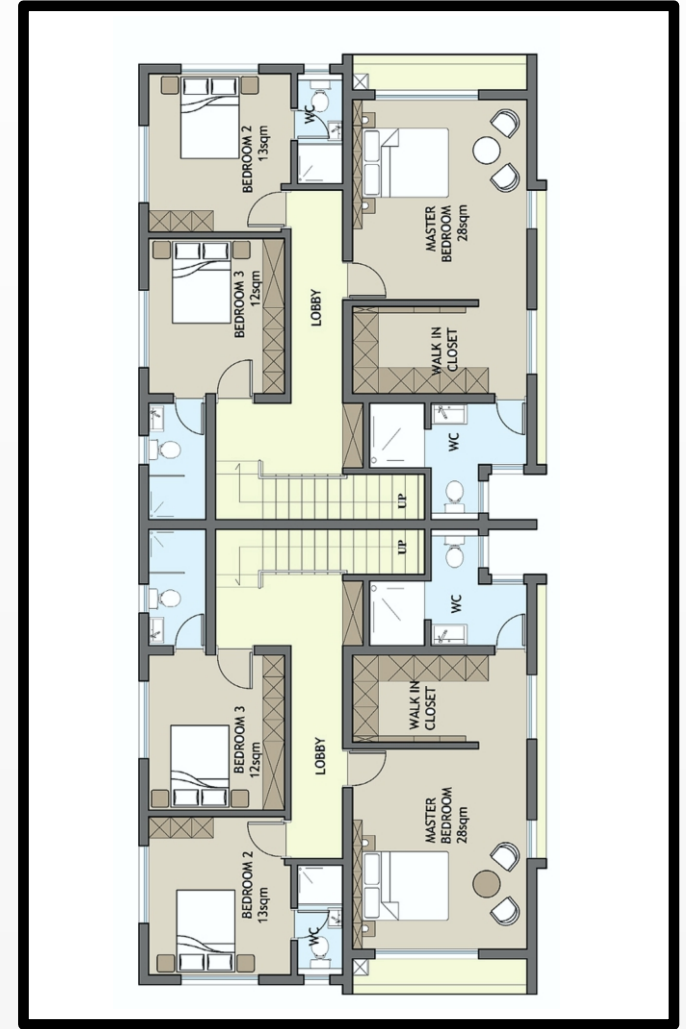 BEDROOM 2
13sqm
WC
BEDROOM 3
12sqm
LOBBY
MASTER
BEDROOM
28sqm
WALK IN
CLOSET
WC
UP
UP
WC
WALK IN
CLOSET
BEDROOM 3
12sqm
LOBBY
MASTER
BEDROOM
28sqm
BEDROOM 2
13sqm
WC